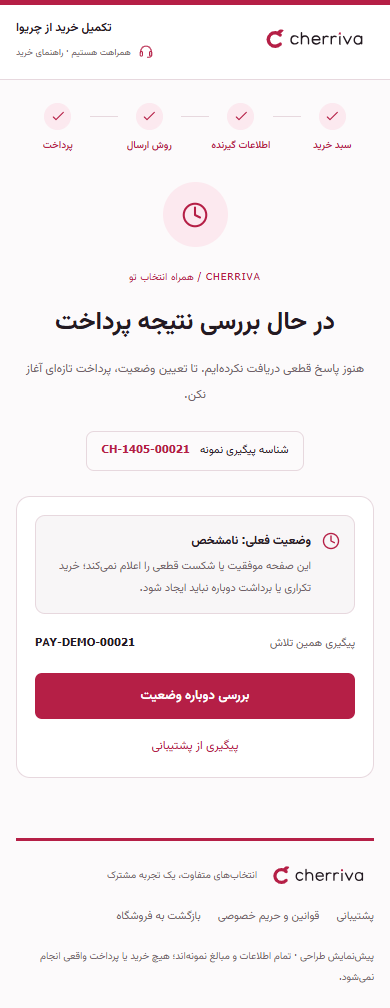 cherriva
تکمیل خرید از چریوا
همراهت هستیم · راهنمای خرید
سبد خرید
اطلاعات گیرنده
روش ارسال
پرداخت
CHERRIVA / همراه انتخاب تو
در حال بررسی نتیجه پرداخت
هنوز پاسخ قطعی دریافت نکرده‌ایم. تا تعیین وضعیت، پرداخت تازه‌ای آغاز
نکن.
شناسه پیگیری نمونه CH-1405-00021
وضعیت فعلی: نامشخص
این صفحه موفقیت یا شکست قطعی را اعلام نمی‌کند؛ خرید
تکراری یا برداشت دوباره نباید ایجاد شود.
پیگیری همین تلاش PAY-DEMO-00021
بررسی دوباره وضعیت
پیگیری از پشتیبانی
cherriva انتخاب‌های متفاوت، یک تجربه مشترک
پشتیبانی قوانین و حریم خصوصی بازگشت به فروشگاه
پیش‌نمایش طراحی · تمام اطلاعات و مبالغ نمونه‌اند؛ هیچ خرید یا پرداخت واقعی انجام
نمی‌شود.